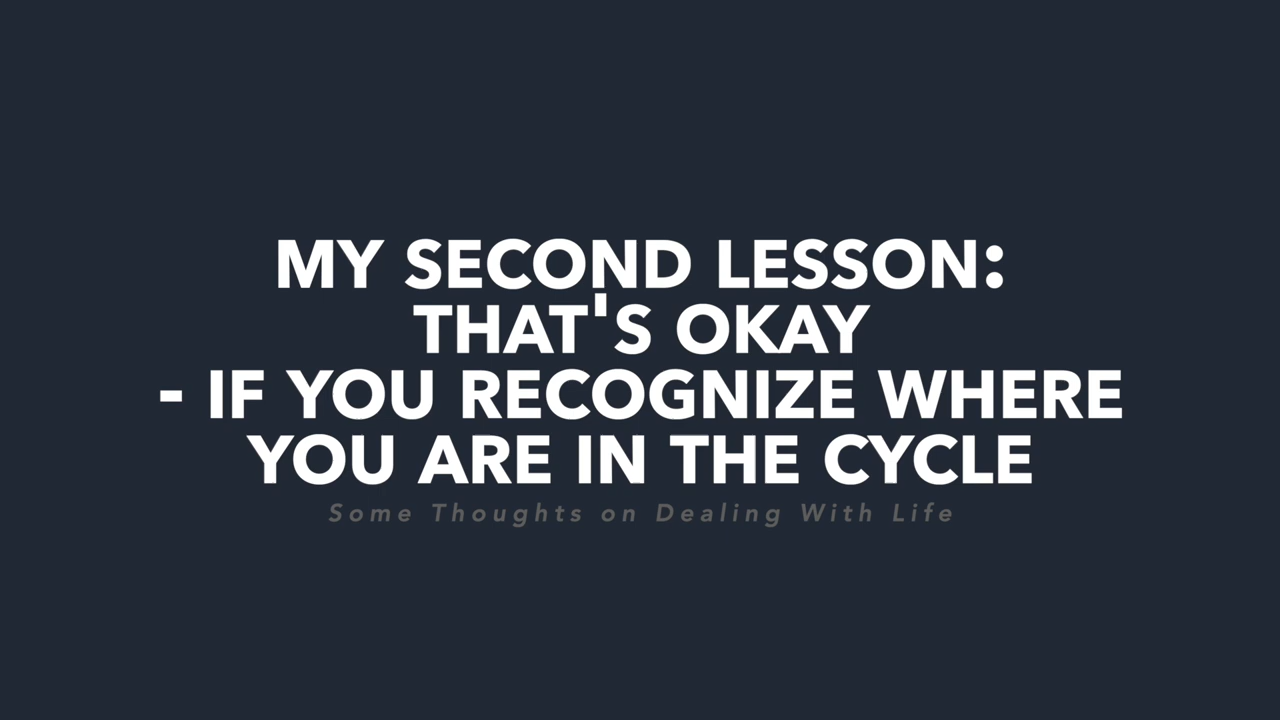 MY SECOND LESSON:
THAT'S OKAY
- IF YOU RECOGNIZE WHERE
YOU ARE IN THE CYCLE
Some Thoughts on Dealing With Life